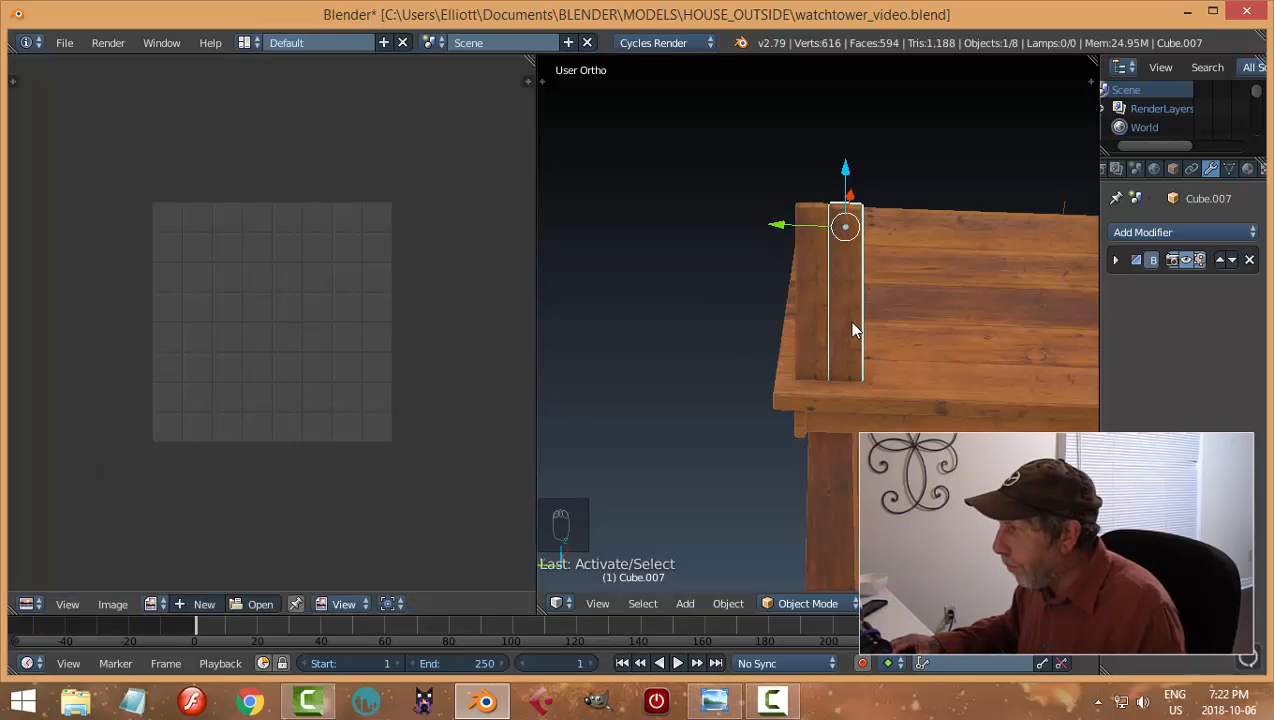 Blender* [C:\Users\Elliott\Documents\BLENDER\MODELS\HOUSE_OUTSIDE\watchtower_video.blend]
File Render Window Help Default Scene Cycles Render v2.79 | Verts:616 | Faces:594 | Tris:1,188 | Objects:1/8 | Lamps:0/0 | Mem:24.95M | Cube.007
User Ortho
View Search All Sc
Scene
RenderLayers
World
Cube.007
Add Modifier
B
Last: Activate/Select
(1) Cube.007
View Image New Open View
View Select Add Object Object Mode
-40 -20 0 20 40 60 80 100 120 140 160 180 200
View Marker Frame Playback Start: 1 End: 250 1 No Sync
ENG
US
7:22 PM
2018-10-06